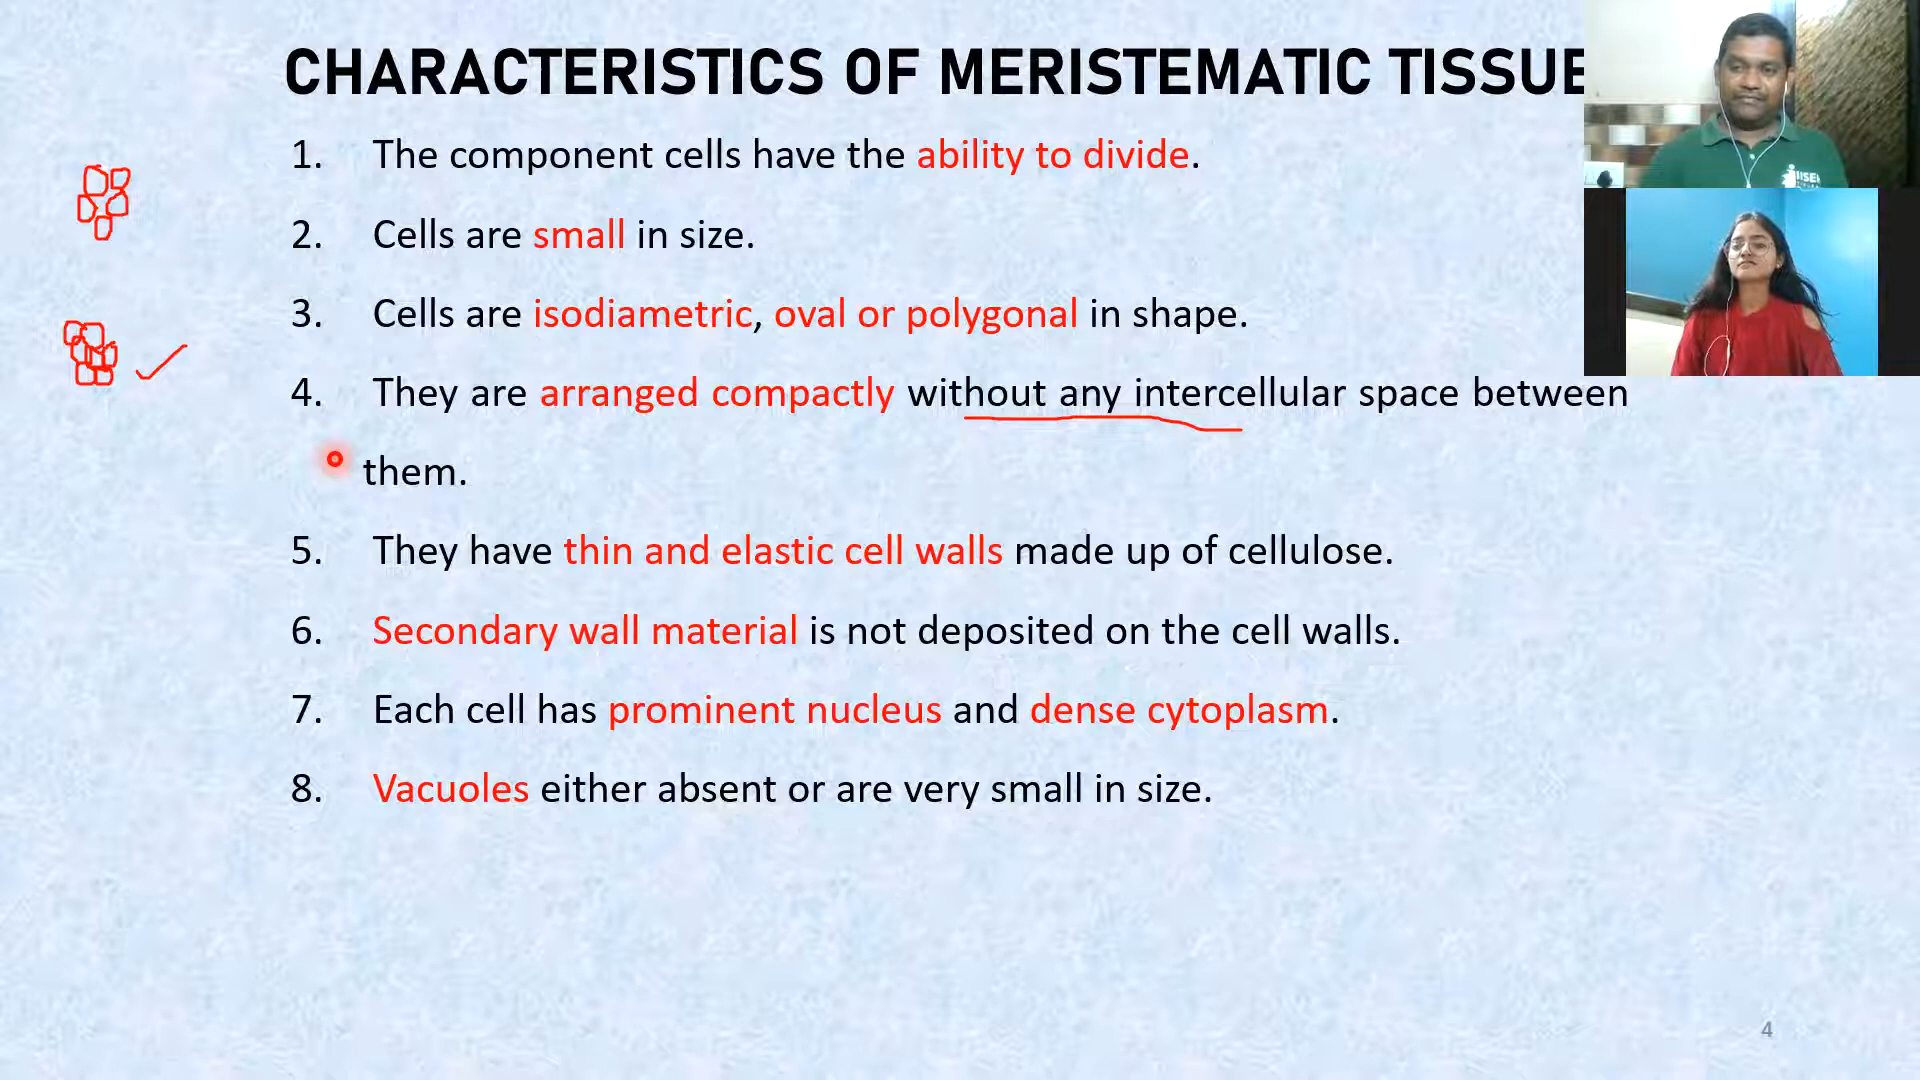 CHARACTERISTICS OF MERISTEMATIC TISSUE
1. The component cells have the ability to divide.
2. Cells are small in size.
3. Cells are isodiametric, oval or polygonal in shape.
4. They are arranged compactly without any intercellular space between
them.
5. They have thin and elastic cell walls made up of cellulose.
6. Secondary wall material is not deposited on the cell walls.
7. Each cell has prominent nucleus and dense cytoplasm.
8. Vacuoles either absent or are very small in size.
4